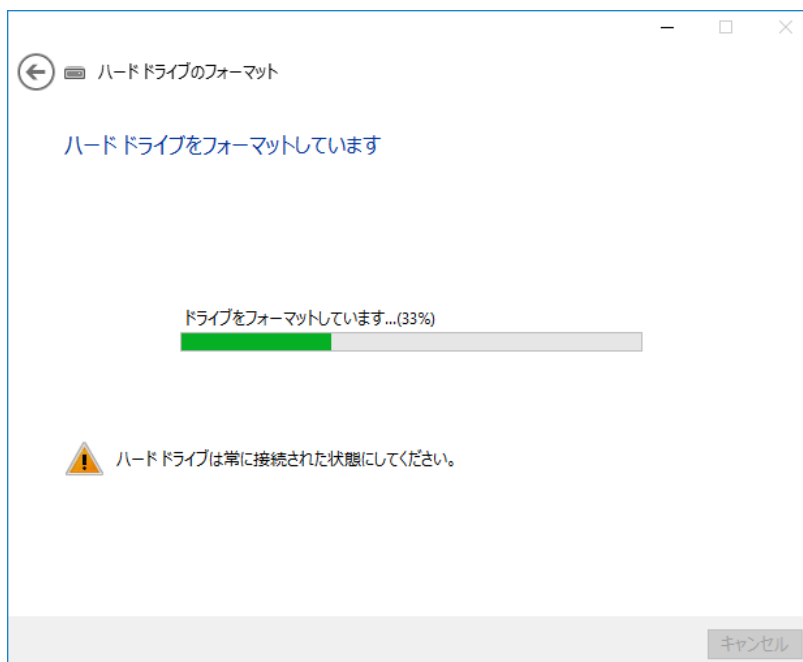 ハード ドライブのフォーマット
ハード ドライブをフォーマットしています
ドライブをフォーマットしています...(33%)
ハード ドライブは常に接続された状態にしてください。
キャンセル